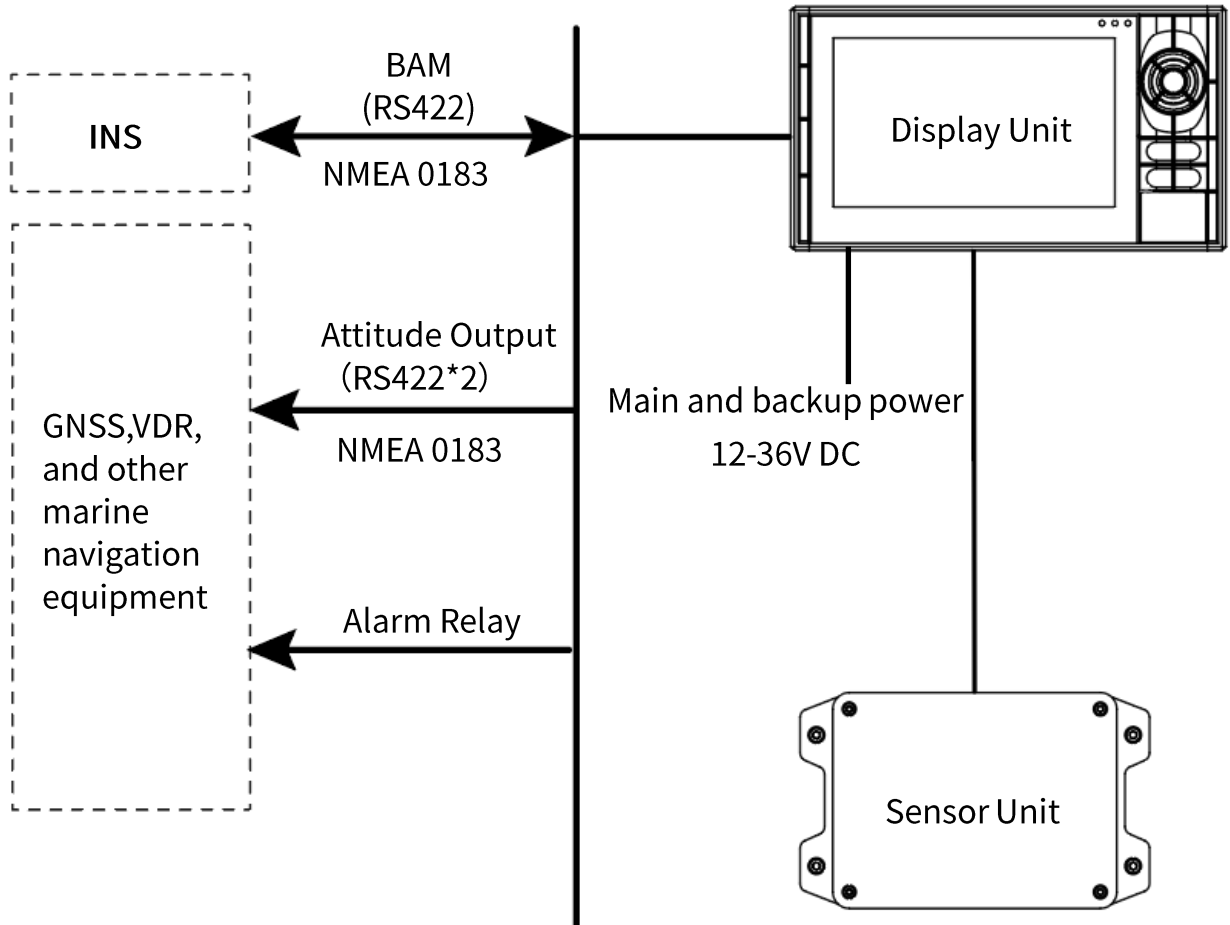 BAM
(RS422)
INS
NMEA 0183
Display Unit
Attitude Output
（RS422*2）
NMEA 0183
Main and backup power
12-36V DC
GNSS,VDR,
and other
marine
navigation
equipment
Alarm Relay
Sensor Unit